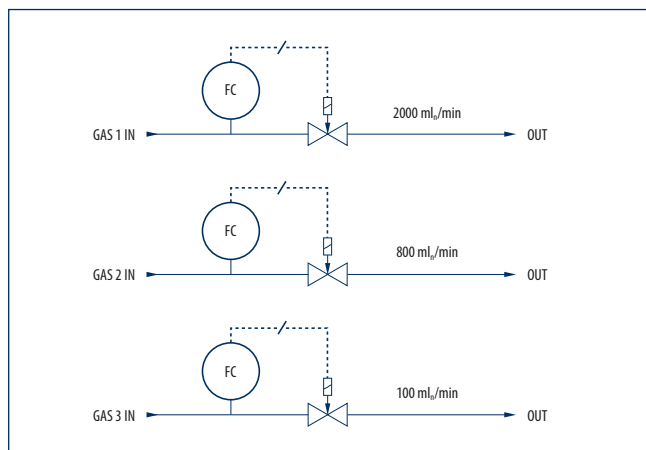 FC
2000 mlₙ/min
GAS 1 IN OUT
FC
800 mlₙ/min
GAS 2 IN OUT
FC
100 mlₙ/min
GAS 3 IN OUT